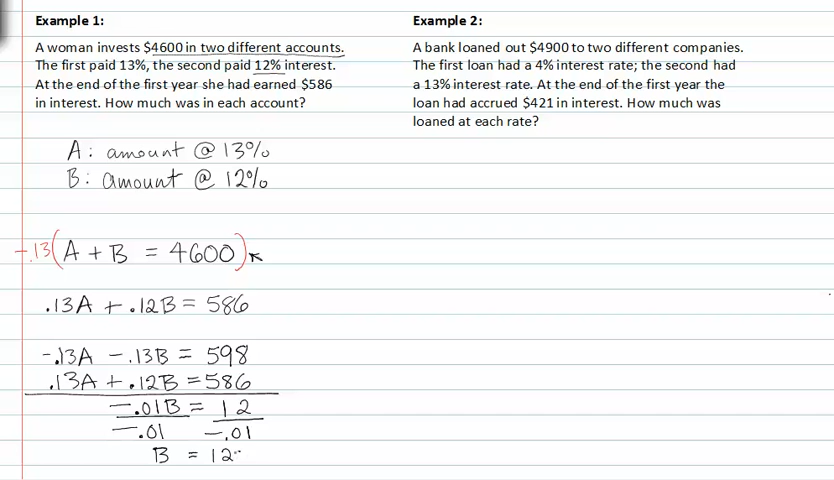 Example 1:
A woman invests $4600 in two different accounts.
The first paid 13%, the second paid 12% interest.
At the end of the first year she had earned $586
in interest. How much was in each account?
Example 2:
A bank loaned out $4900 to two different companies.
The first loan had a 4% interest rate; the second had
a 13% interest rate. At the end of the first year the
loan had accrued $421 in interest. How much was
loaned at each rate?
A: amount @ 13%
B: amount @ 12%
-.13(A + B = 4600)
.13A + .12B = 586
-.13A - .13B = 598
.13A + .12B = 586
-.01B = 12
-.01 -.01
B = 12